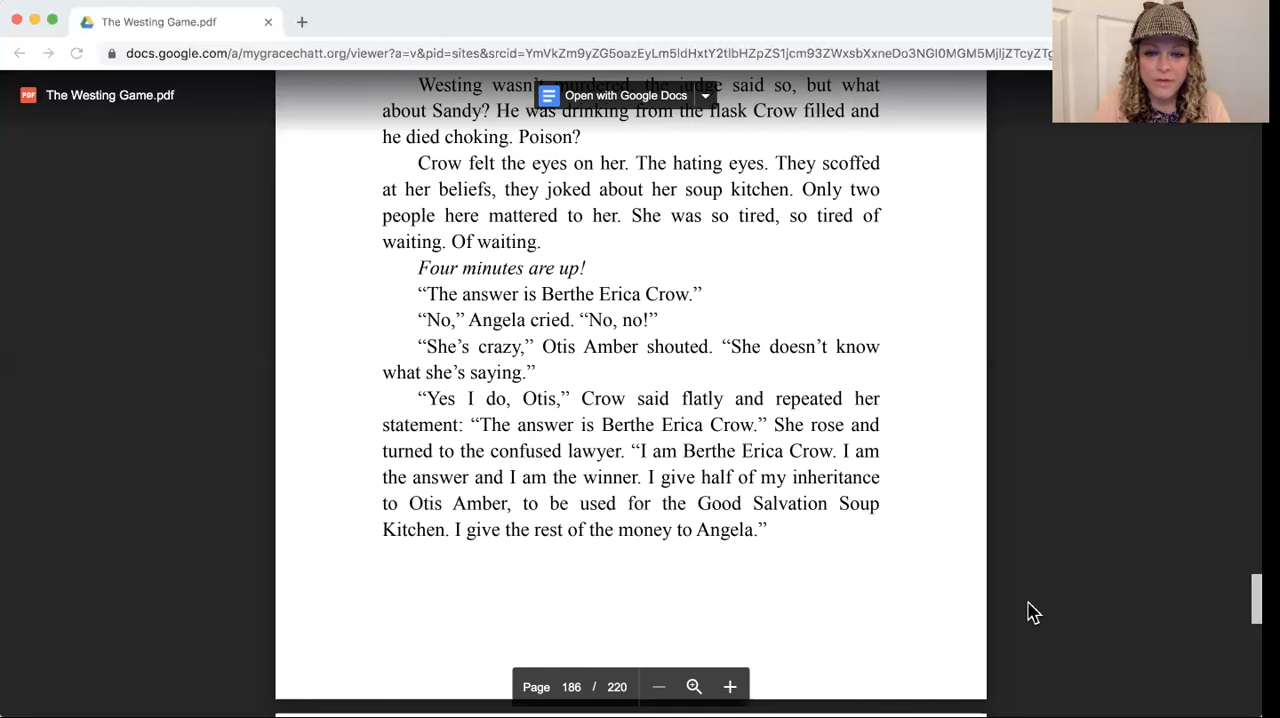 The Westing Game.pdf
docs.google.com/a/mygracechatt.org/viewer?a=v&pid=sites&srcid=
PDF The Westing Game.pdf
Open with Google Docs
Westing wasn't murdered, the judge said so, but what
about Sandy? He was drinking from the flask Crow filled and
he died choking. Poison?
Crow felt the eyes on her. The hating eyes. They scoffed
at her beliefs, they joked about her soup kitchen. Only two
people here mattered to her. She was so tired, so tired of
waiting. Of waiting.
Four minutes are up!
“The answer is Berthe Erica Crow.”
“No,” Angela cried. “No, no!”
“She’s crazy,” Otis Amber shouted. “She doesn’t know
what she’s saying.”
“Yes I do, Otis,” Crow said flatly and repeated her
statement: “The answer is Berthe Erica Crow.” She rose and
turned to the confused lawyer. “I am Berthe Erica Crow. I am
the answer and I am the winner. I give half of my inheritance
to Otis Amber, to be used for the Good Salvation Soup
Kitchen. I give the rest of the money to Angela.”
Page 186 / 220